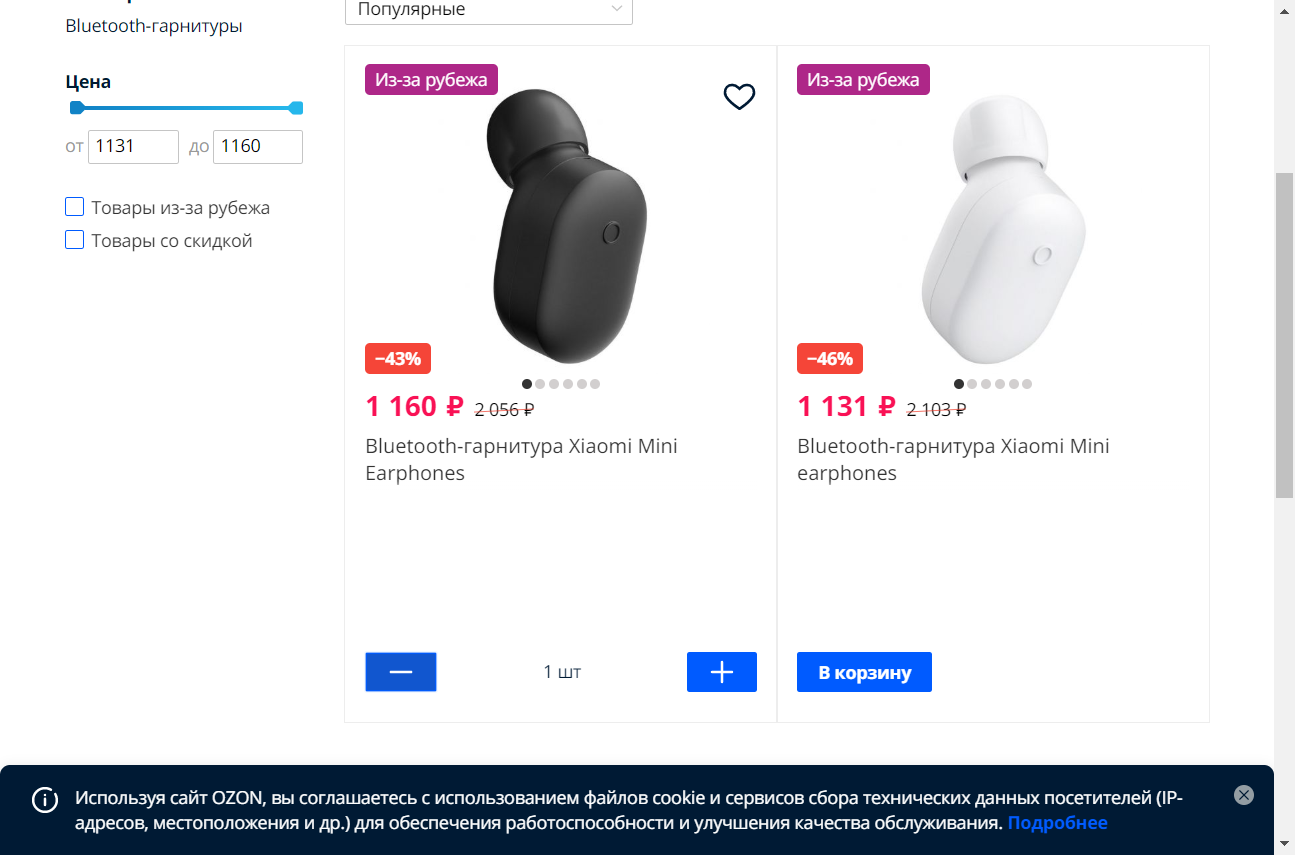 Популярные
Bluetooth-гарнитуры
Цена
от 1131 до 1160
Товары из-за рубежа
Товары со скидкой
Из-за рубежа
−43%
1 160 ₽ 2 056 ₽
Bluetooth-гарнитура Xiaomi Mini
Earphones
1 шт
Из-за рубежа
−46%
1 131 ₽ 2 103 ₽
Bluetooth-гарнитура Xiaomi Mini
earphones
В корзину
Используя сайт OZON, вы соглашаетесь с использованием файлов cookie и сервисов сбора технических данных посетителей (IP-
адресов, местоположения и др.) для обеспечения работоспособности и улучшения качества обслуживания. Подробнее